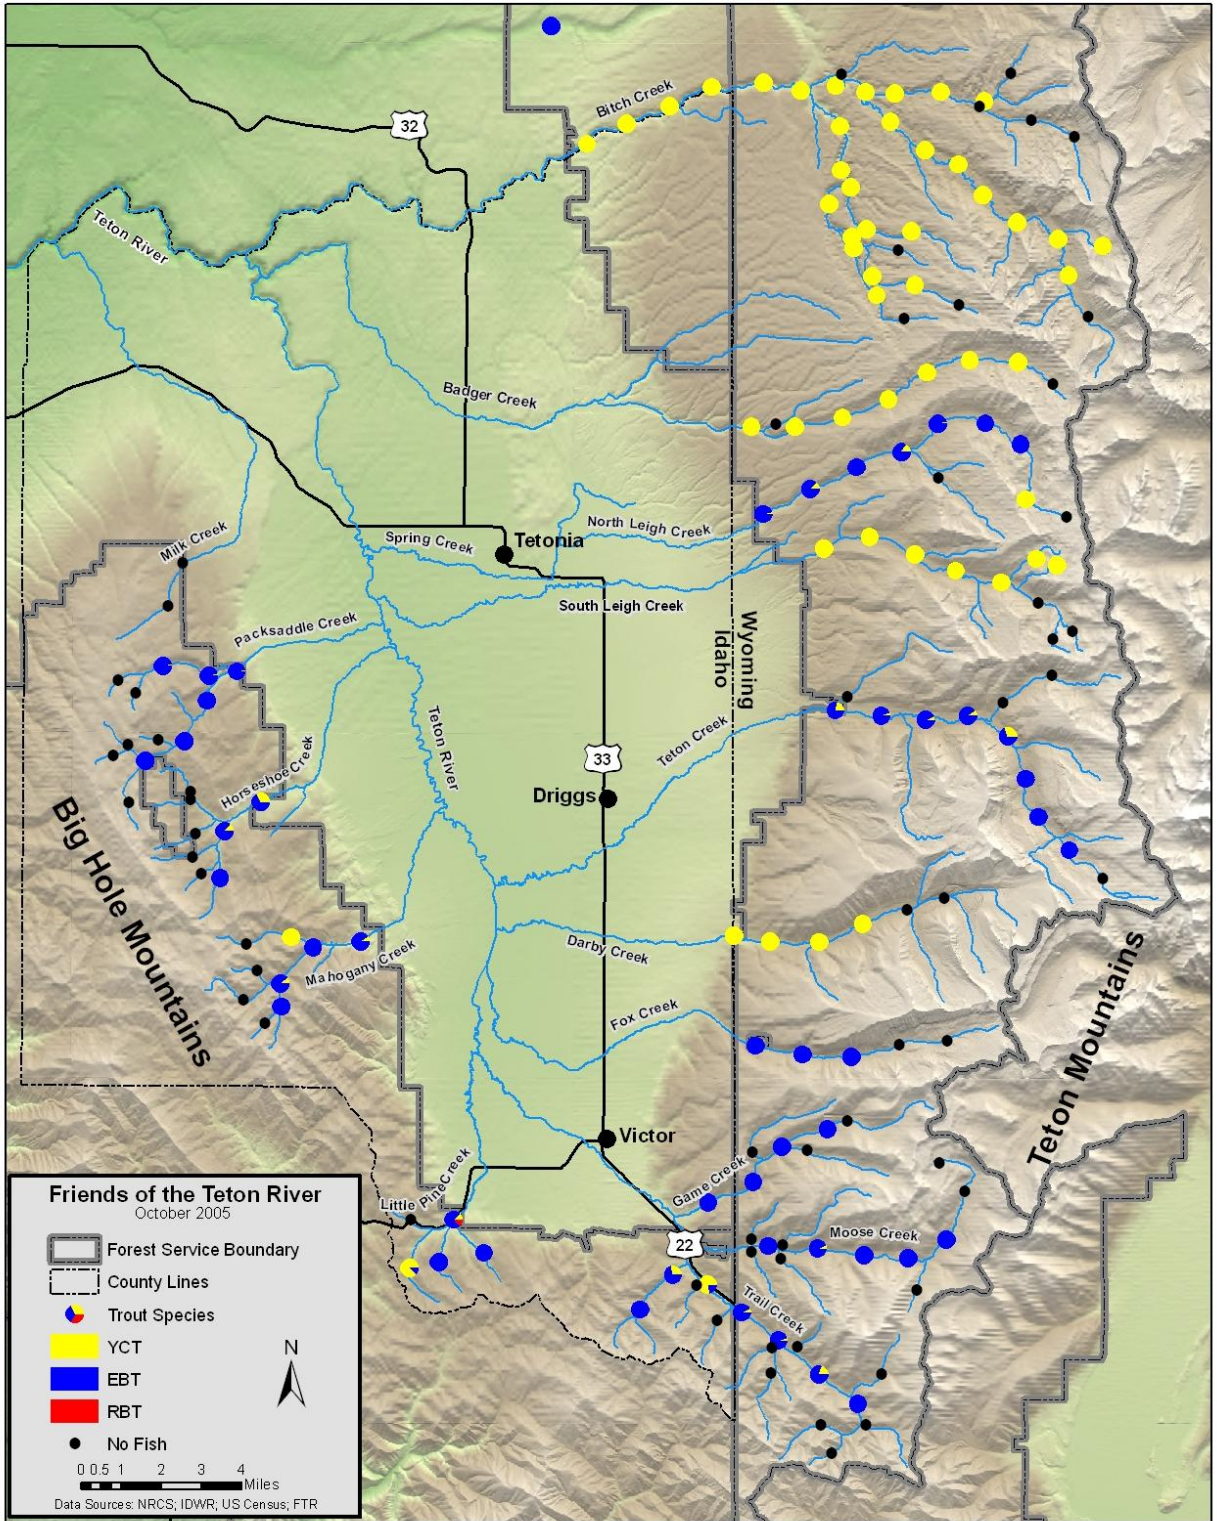 32
Bitch Creek
Teton River
Badger Creek
North Leigh Creek
Spring Creek
Tetonia
Milk Creek
South Leigh Creek
Packsaddle Creek
Wyoming
Idaho
Teton River
Teton Creek
33
Horseshoe Creek
Driggs
Big Hole Mountains
Darby Creek
Mahogany Creek
Teton Mountains
Fox Creek
Victor
Game Creek
Little PineCreek
Moose Creek
22
Trail Creek
Friends of the Teton River
October 2005
Forest Service Boundary
County Lines
Trout Species
YCT
EBT
RBT
No Fish
N
0 0.5 1 2 3 4
Miles
Data Sources: NRCS; IDWR; US Census; FTR